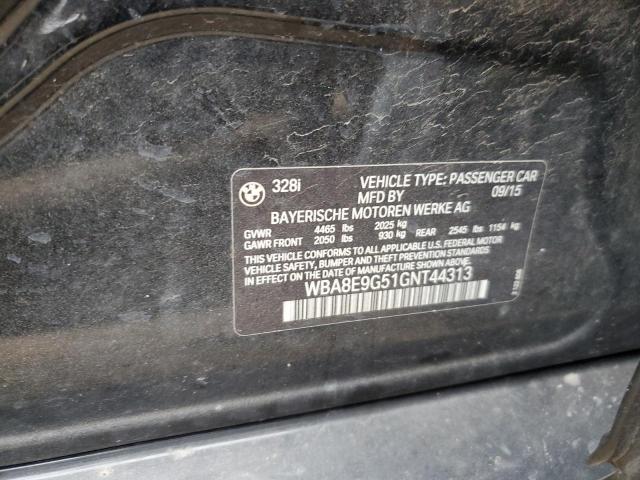 328i VEHICLE TYPE: PASSENGER CAR
MFD BY 09/15
BAYERISCHE MOTOREN WERKE AG
GVWR 4465 lbs 2025 kg
GAWR FRONT 2050 lbs 930 kg REAR 2545 lbs 1154 kg
THIS VEHICLE CONFORMS TO ALL APPLICABLE U.S. FEDERAL MOTOR
VEHICLE SAFETY, BUMPER AND THEFT PREVENTION STANDARDS
IN EFFECT ON THE DATE OF MANUFACTURE SHOWN ABOVE.
WBA8E9G51GNT44313